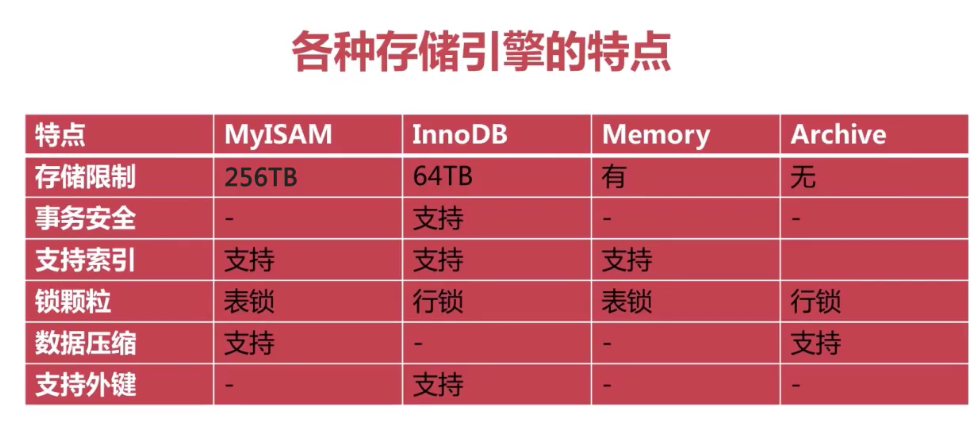 各种存储引擎的特点
特点 MyISAM InnoDB Memory Archive
存储限制 256TB 64TB 有 无
事务安全 - 支持 - -
支持索引 支持 支持 支持
锁颗粒 表锁 行锁 表锁 行锁
数据压缩 支持 - - 支持
支持外键 - 支持 - -